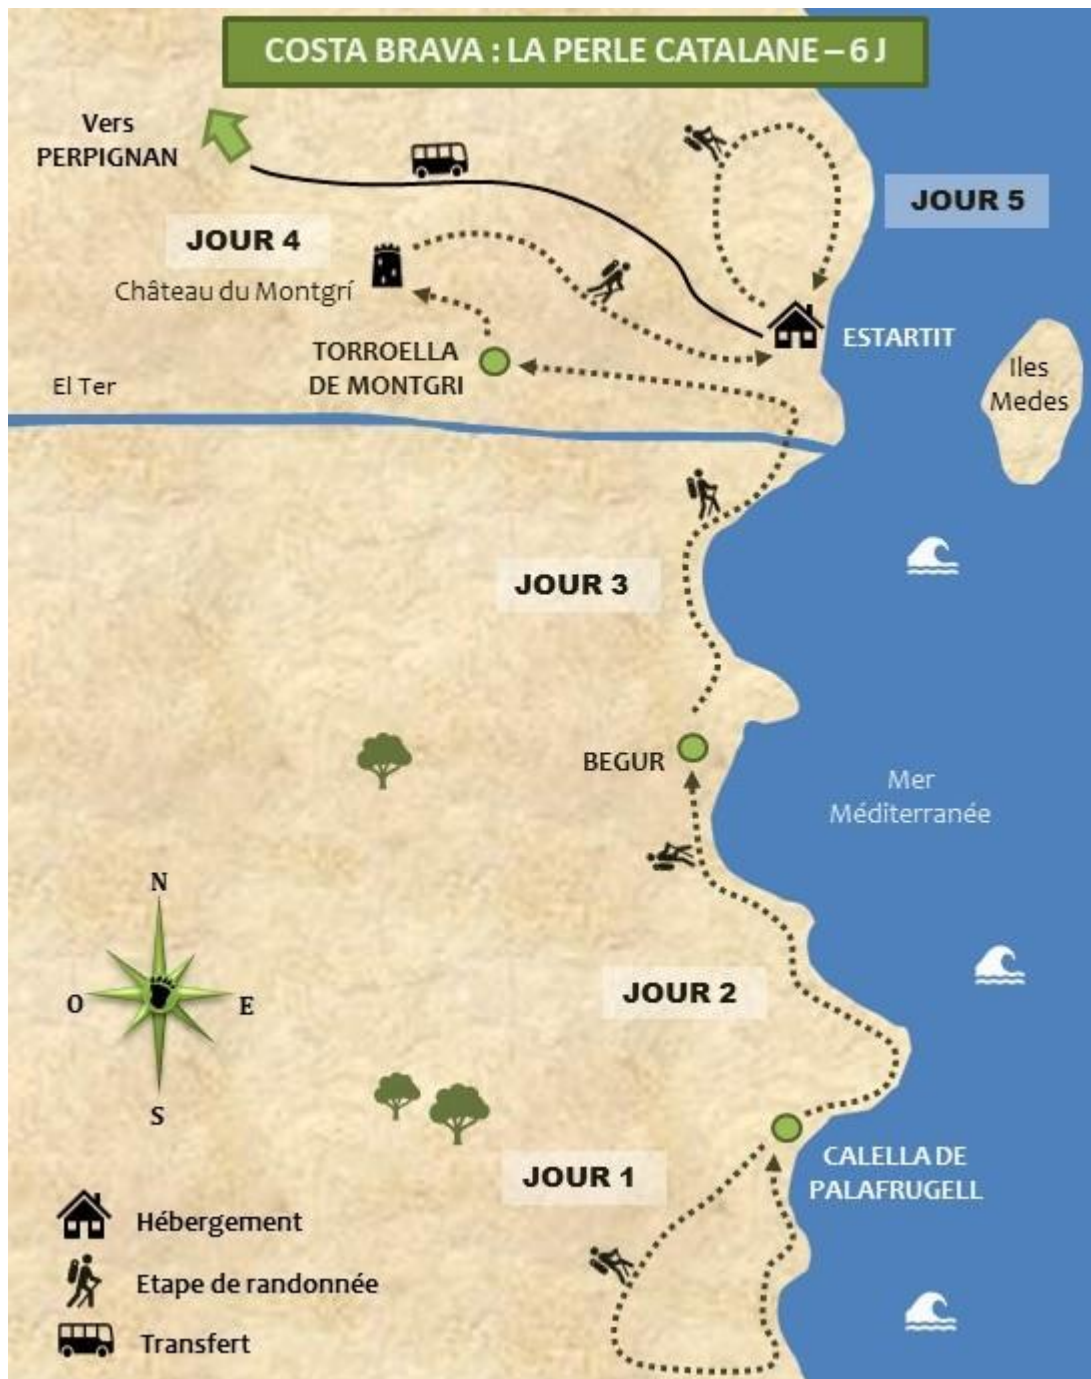 COSTA BRAVA : LA PERLE CATALANE – 6 J
Vers
PERPIGNAN
JOUR 5
JOUR 4
Château du Montgrí
ESTARTIT
TORROELLA
DE MONTGRI
Iles
Medes
El Ter
JOUR 3
BEGUR
Mer
Méditerranée
N
O
E
S
JOUR 2
CALELLA DE
PALAFRUGELL
JOUR 1
Hébergement
Etape de randonnée
Transfert